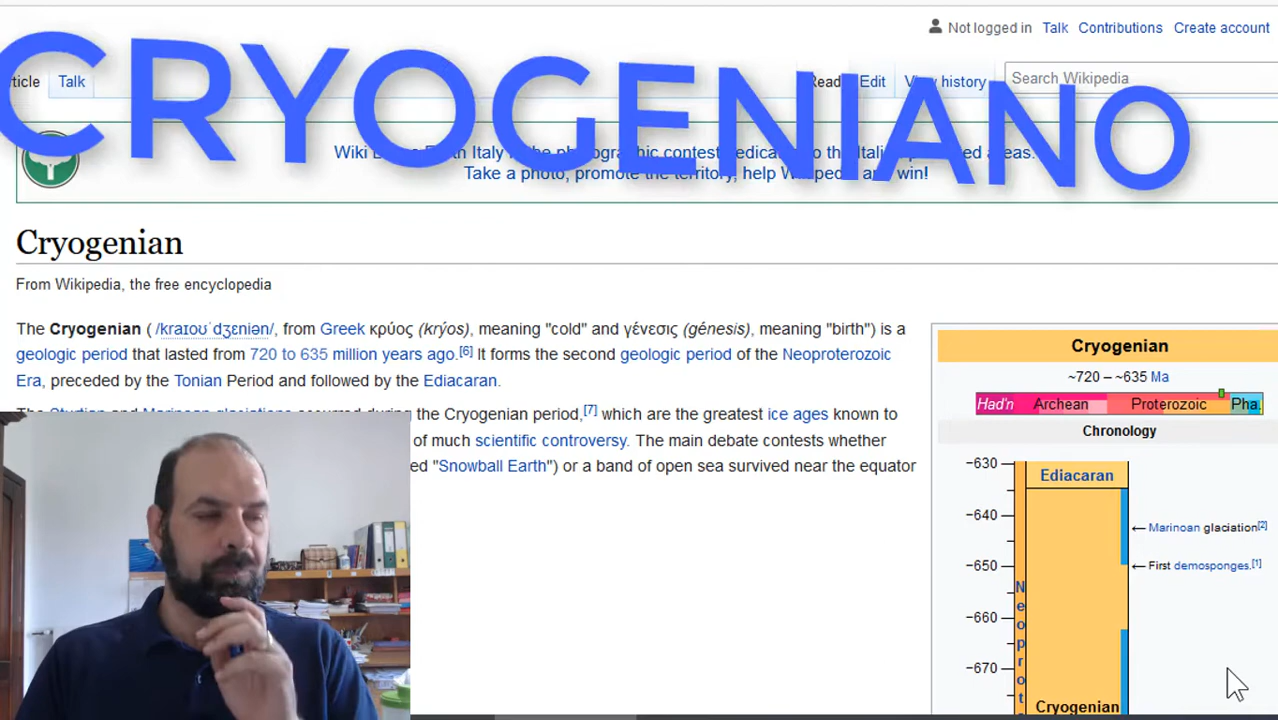 CRYOGENIANO
Not logged in Talk Contributions Create account
Talk Read Edit View history Search Wikipedia
Italy
Take a photo, promote the territory, help win!
Cryogenian
From Wikipedia, the free encyclopedia
The Cryogenian ( /kraɪoʊˈdʒɛniən/, from Greek κρύος (krýos), meaning "cold" and γένεσις (génesis), meaning "birth") is a
geologic period that lasted from 720 to 635 million years ago.[6] It forms the second geologic period of the Neoproterozoic
Era, preceded by the Tonian Period and followed by the Ediacaran.
the Cryogenian period,[7] which are the greatest ice ages known to
of much scientific controversy. The main debate contests whether
"Snowball Earth") or a band of open sea survived near the equator
Cryogenian
~720 – ~635 Ma
Had'n Archean Proterozoic Pha.
Chronology
−630
Ediacaran
−640
← Marinoan glaciation[2]
−650
← First demosponges.[1]
−660
−670
Neoprot
Cryogenian